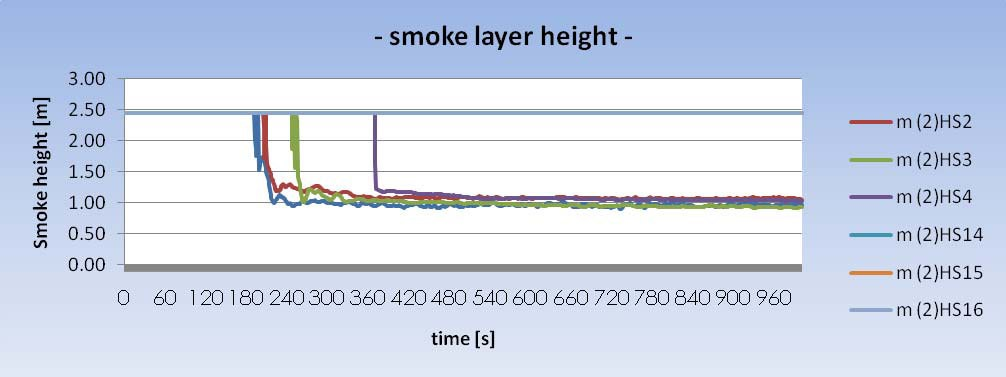 - smoke layer height -
Smoke height [m]
3.00
2.50
2.00
1.50
1.00
0.50
0.00
0 60 120 180 240 300 360 420 480 540 600 660 720 780 840 900 960
time [s]
m (2)HS2
m (2)HS3
m (2)HS4
m (2)HS14
m (2)HS15
m (2)HS16